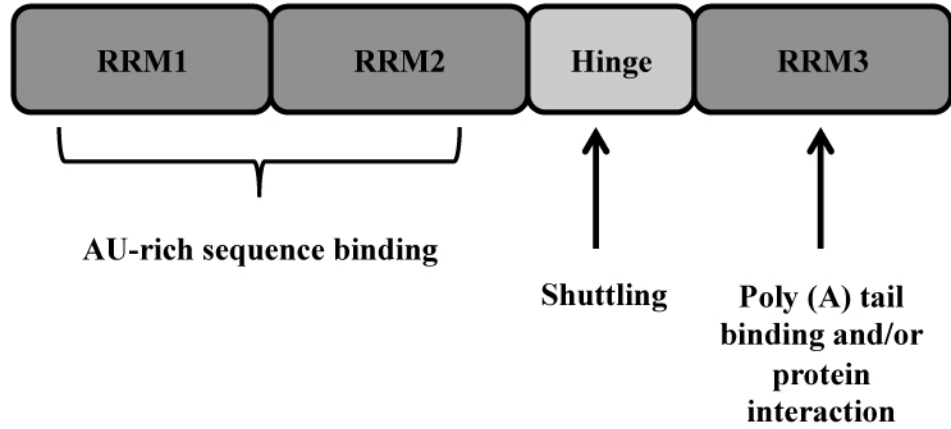 RRM1 RRM2 Hinge RRM3
AU-rich sequence binding
Shuttling
Poly (A) tail
binding and/or
protein
interaction